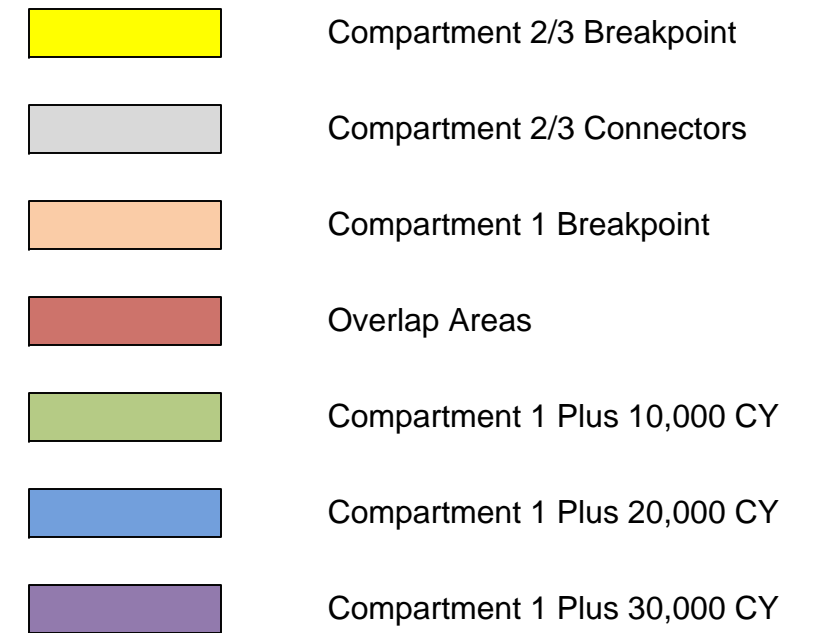 Compartment 2/3 Breakpoint
Compartment 2/3 Connectors
Compartment 1 Breakpoint
Overlap Areas
Compartment 1 Plus 10,000 CY
Compartment 1 Plus 20,000 CY
Compartment 1 Plus 30,000 CY